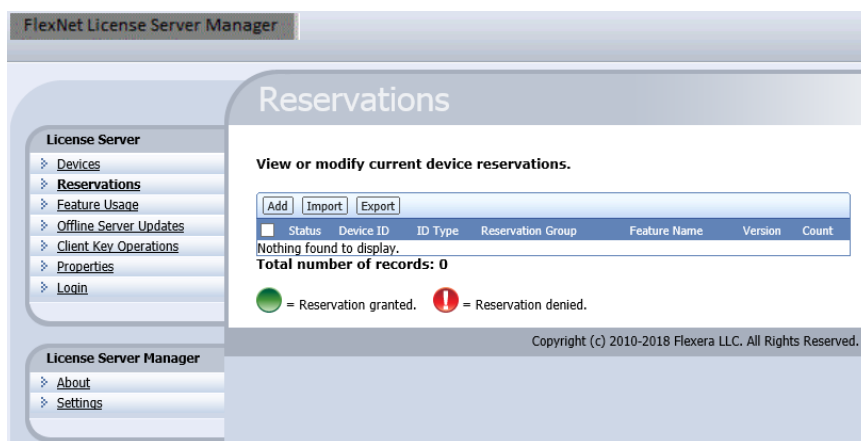 FlexNet License Server Manager
Reservations
License Server
Devices
Reservations
Feature Usage
Offline Server Updates
Client Key Operations
Properties
Login
License Server Manager
About
Settings
View or modify current device reservations.
Add Import Export
Status Device ID ID Type Reservation Group Feature Name Version Count
Nothing found to display.
Total number of records: 0
= Reservation granted. = Reservation denied.
Copyright (c) 2010-2018 Flexera LLC. All Rights Reserved.